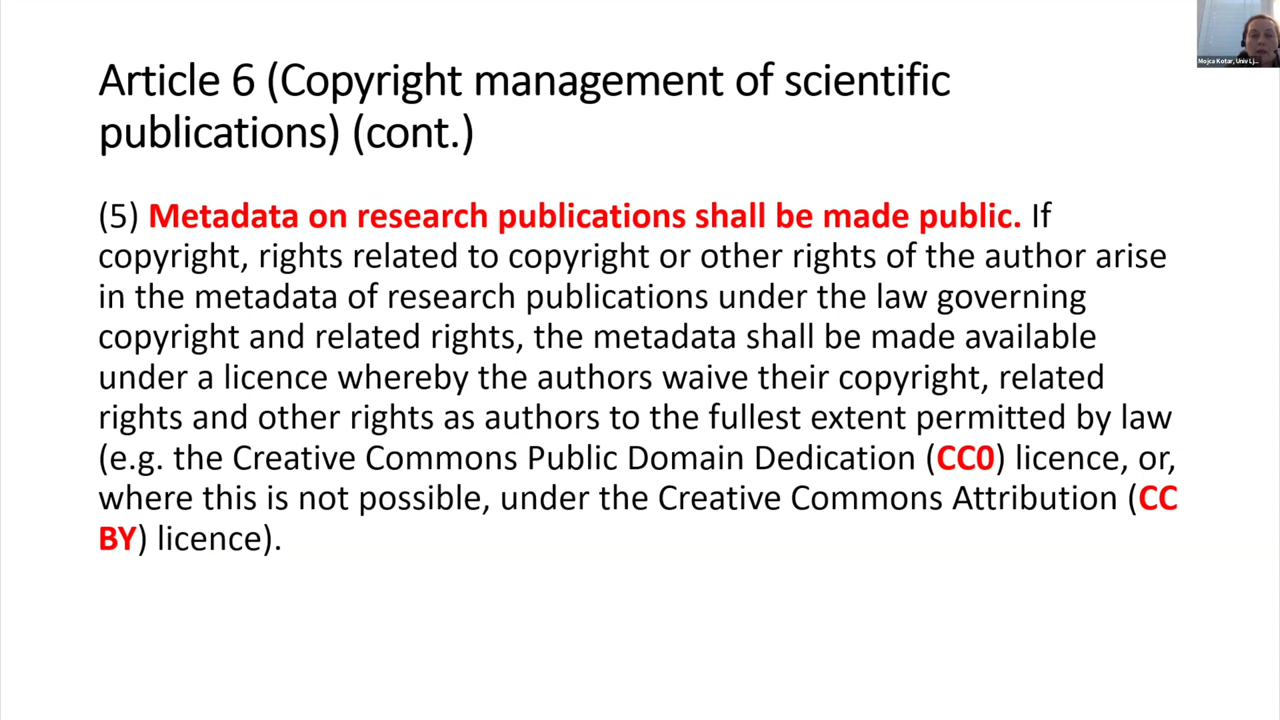 Mojca Kotar, Univ Lj...
Article 6 (Copyright management of scientific
publications) (cont.)
(5) Metadata on research publications shall be made public. If
copyright, rights related to copyright or other rights of the author arise
in the metadata of research publications under the law governing
copyright and related rights, the metadata shall be made available
under a licence whereby the authors waive their copyright, related
rights and other rights as authors to the fullest extent permitted by law
(e.g. the Creative Commons Public Domain Dedication (CC0) licence, or,
where this is not possible, under the Creative Commons Attribution (CC
BY) licence).